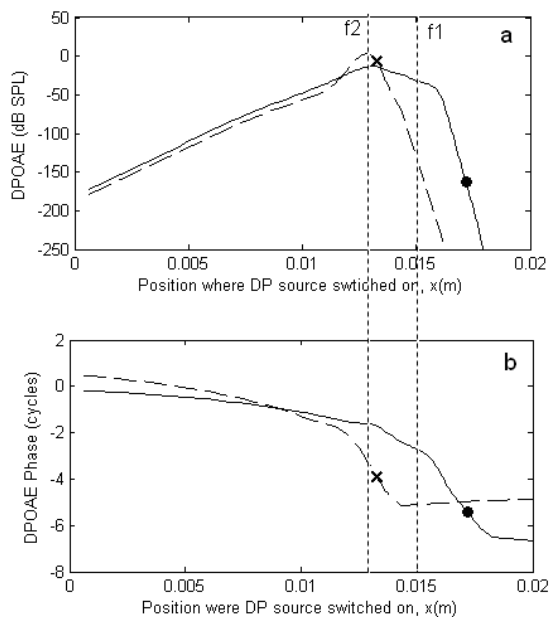 f2
f1
a
DPOAE (dB SPL)
50
0
-50
-100
-150
-200
-250
0
0.005
0.01
0.015
0.02
Position where DP source swtiched on, x(m)
b
DPOAE Phase (cycles)
2
0
-2
-4
-6
-8
0
0.005
0.01
0.015
0.02
Position were DP source switched on, x(m)